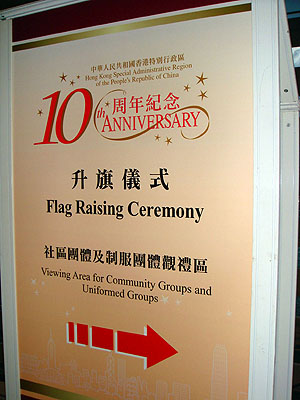 中華人民共和國香港特別行政區
Hong Kong Special Administrative Region
of the People's Republic of China
10th 周年紀念
ANNIVERSARY
升旗儀式
Flag Raising Ceremony
社區團體及制服團體觀禮區
Viewing Area for Community Groups and
Uniformed Groups